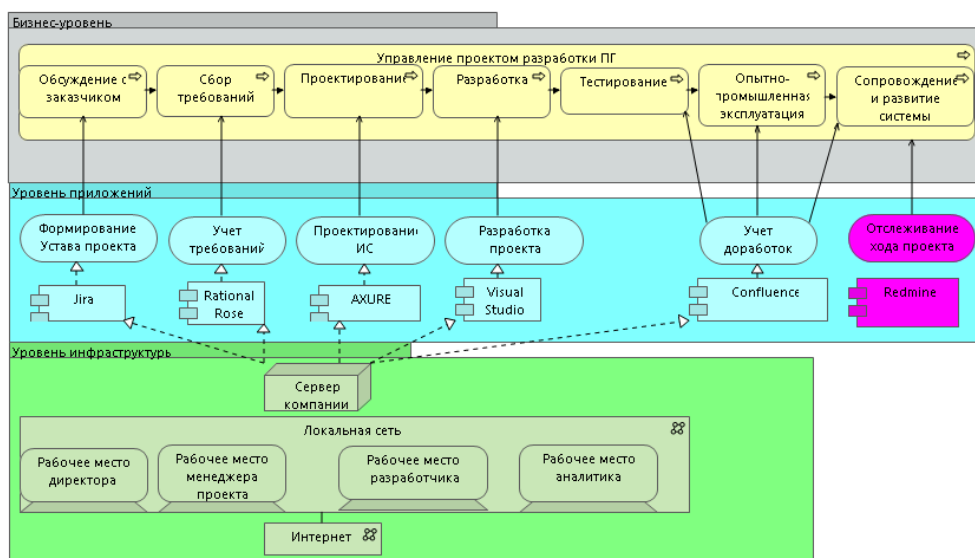 Бизнес-уровень
Управление проектом разработки ПГ
Обсуждение с
заказчиком
Сбор
требований
Проектирование
Разработка
Тестирование
Опытно-
промышленная
эксплуатация
Сопровождение
и развитие
системы
Уровень приложений
Формирование
Устава проекта
Учет
требований
Проектирование
ИС
Разработка
проекта
Учет
доработок
Отслеживание
хода проекта
Jira
Rational
Rose
AXURE
Visual
Studio
Confluence
Redmine
Уровень инфраструктуры
Сервер
компании
Локальная сеть
Рабочее место
директора
Рабочее место
менеджера
проекта
Рабочее место
разработчика
Рабочее место
аналитика
Интернет